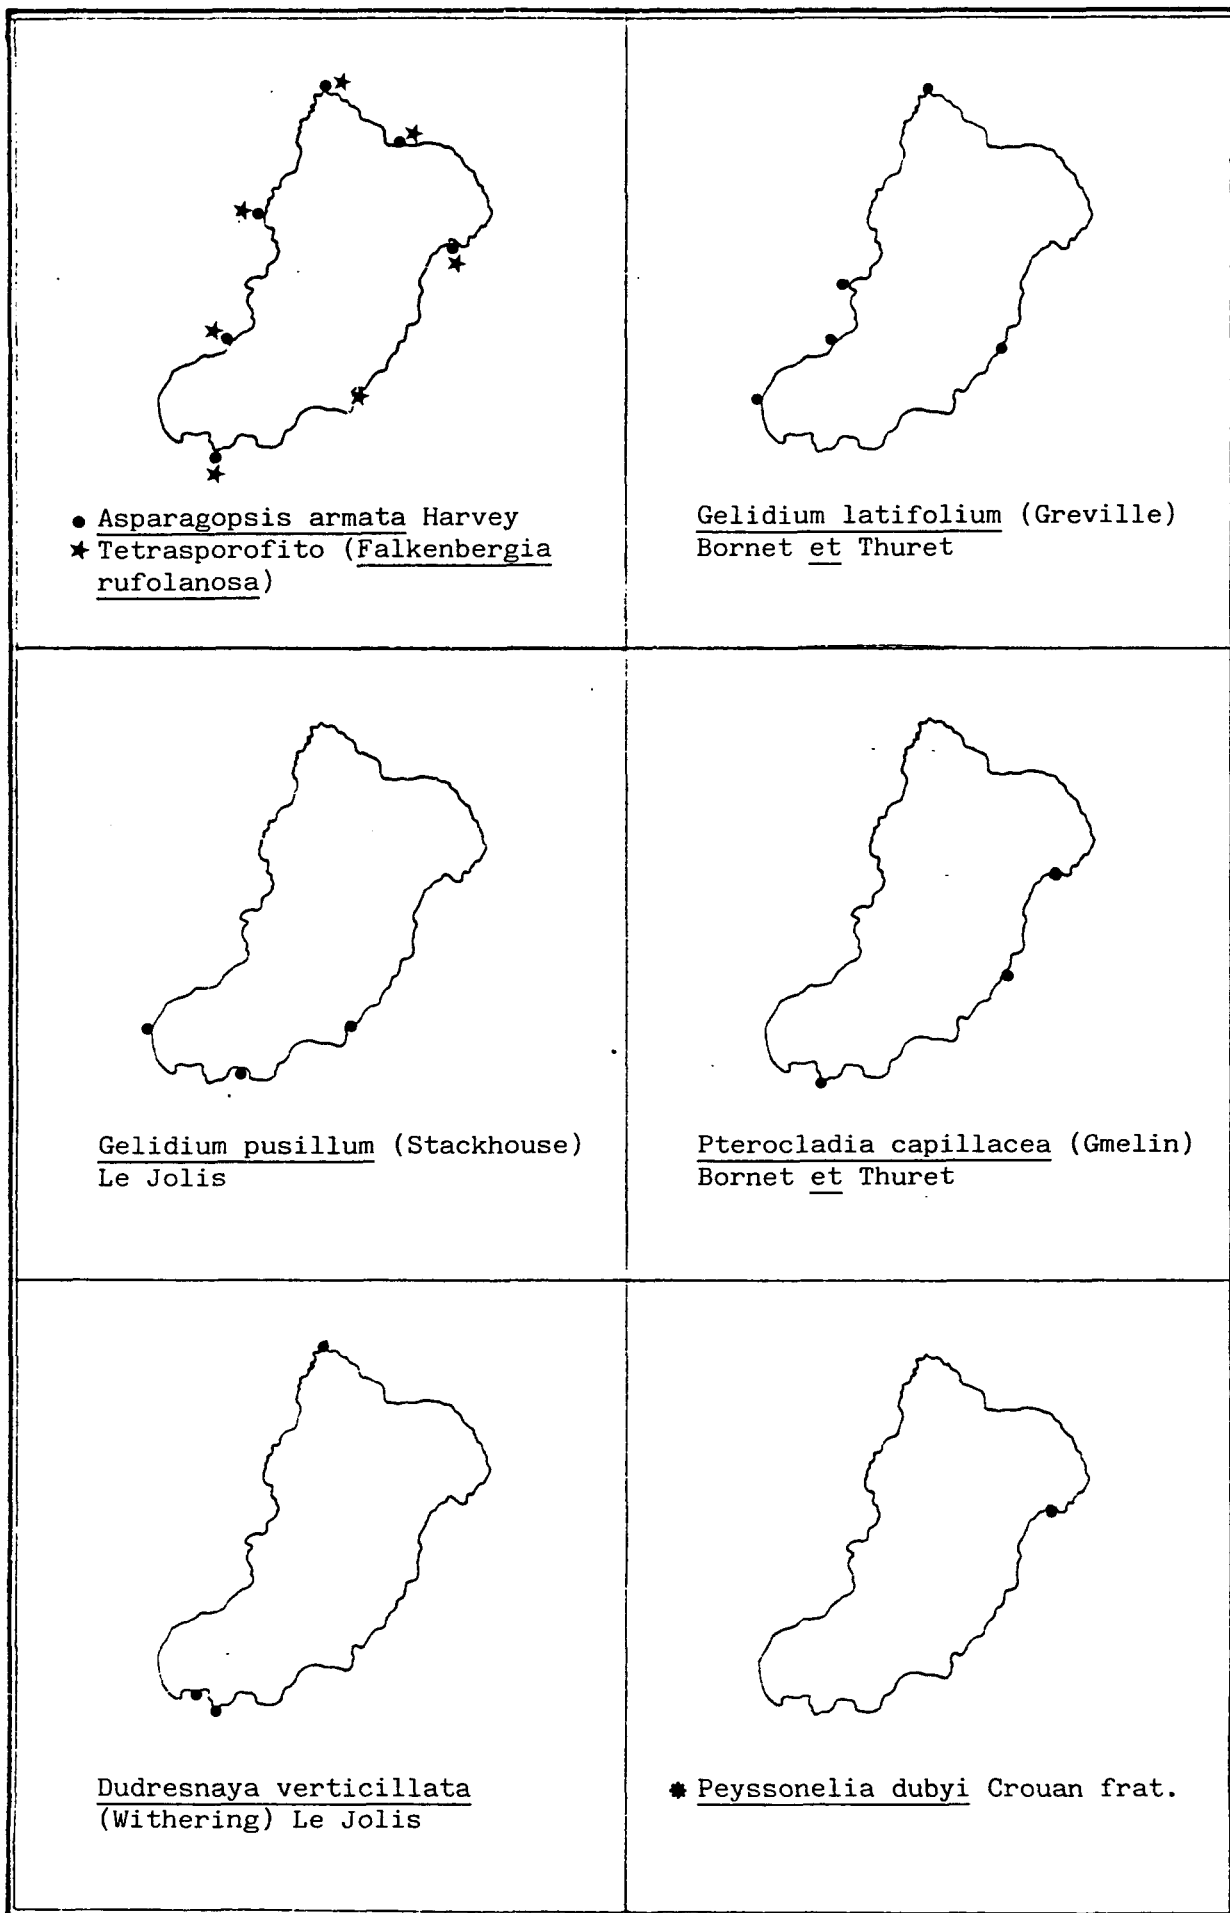 Asparagopsis armata Harvey
Tetrasporofito (Falkenbergia
rufolanosa)
Gelidium latifolium (Greville)
Bornet et Thuret
Gelidium pusillum (Stackhouse)
Le Jolis
Pterocladia capillacea (Gmelin)
Bornet et Thuret
Dudresnaya verticillata
(Withering) Le Jolis
Peyssonelia dubyi Crouan frat.